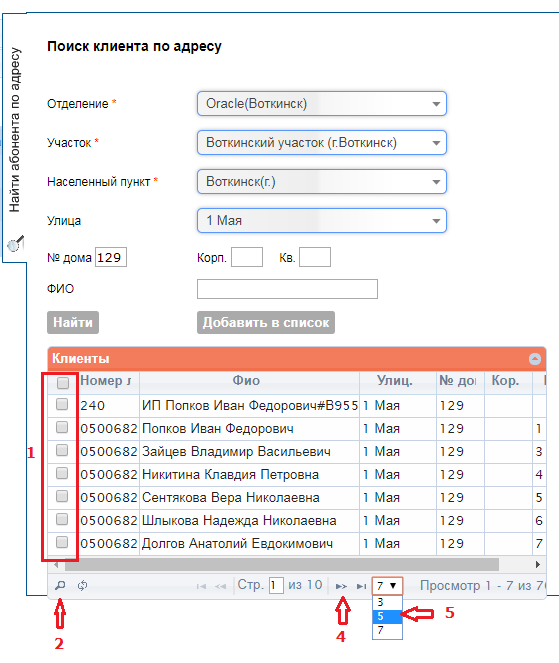 Найти абонента по адресу
Поиск клиента по адресу
Отделение * Oracle(Воткинск)
Участок * Воткинский участок (г.Воткинск)
Населенный пункт * Воткинск(г.)
Улица 1 Мая
№ дома 129 Корп. Кв.
ФИО
Найти Добавить в список
Клиенты
Номер л Фио Улиц. № до Кор.
240 ИП Попков Иван Федорович#B955 1 Мая 129
0500682 Попков Иван Федорович 1 Мая 129 1
0500682 Зайцев Владимир Васильевич 1 Мая 129 3
1 0500682 Никитина Клавдия Петровна 1 Мая 129 4
0500682 Сентякова Вера Николаевна 1 Мая 129 5
0500682 Шлыкова Надежда Николаевна 1 Мая 129 6
0500682 Долгов Анатолий Евдокимович 1 Мая 129 7
Стр. 1 из 10 7 Просмотр 1 - 7 из
3
5 5
7
2 4